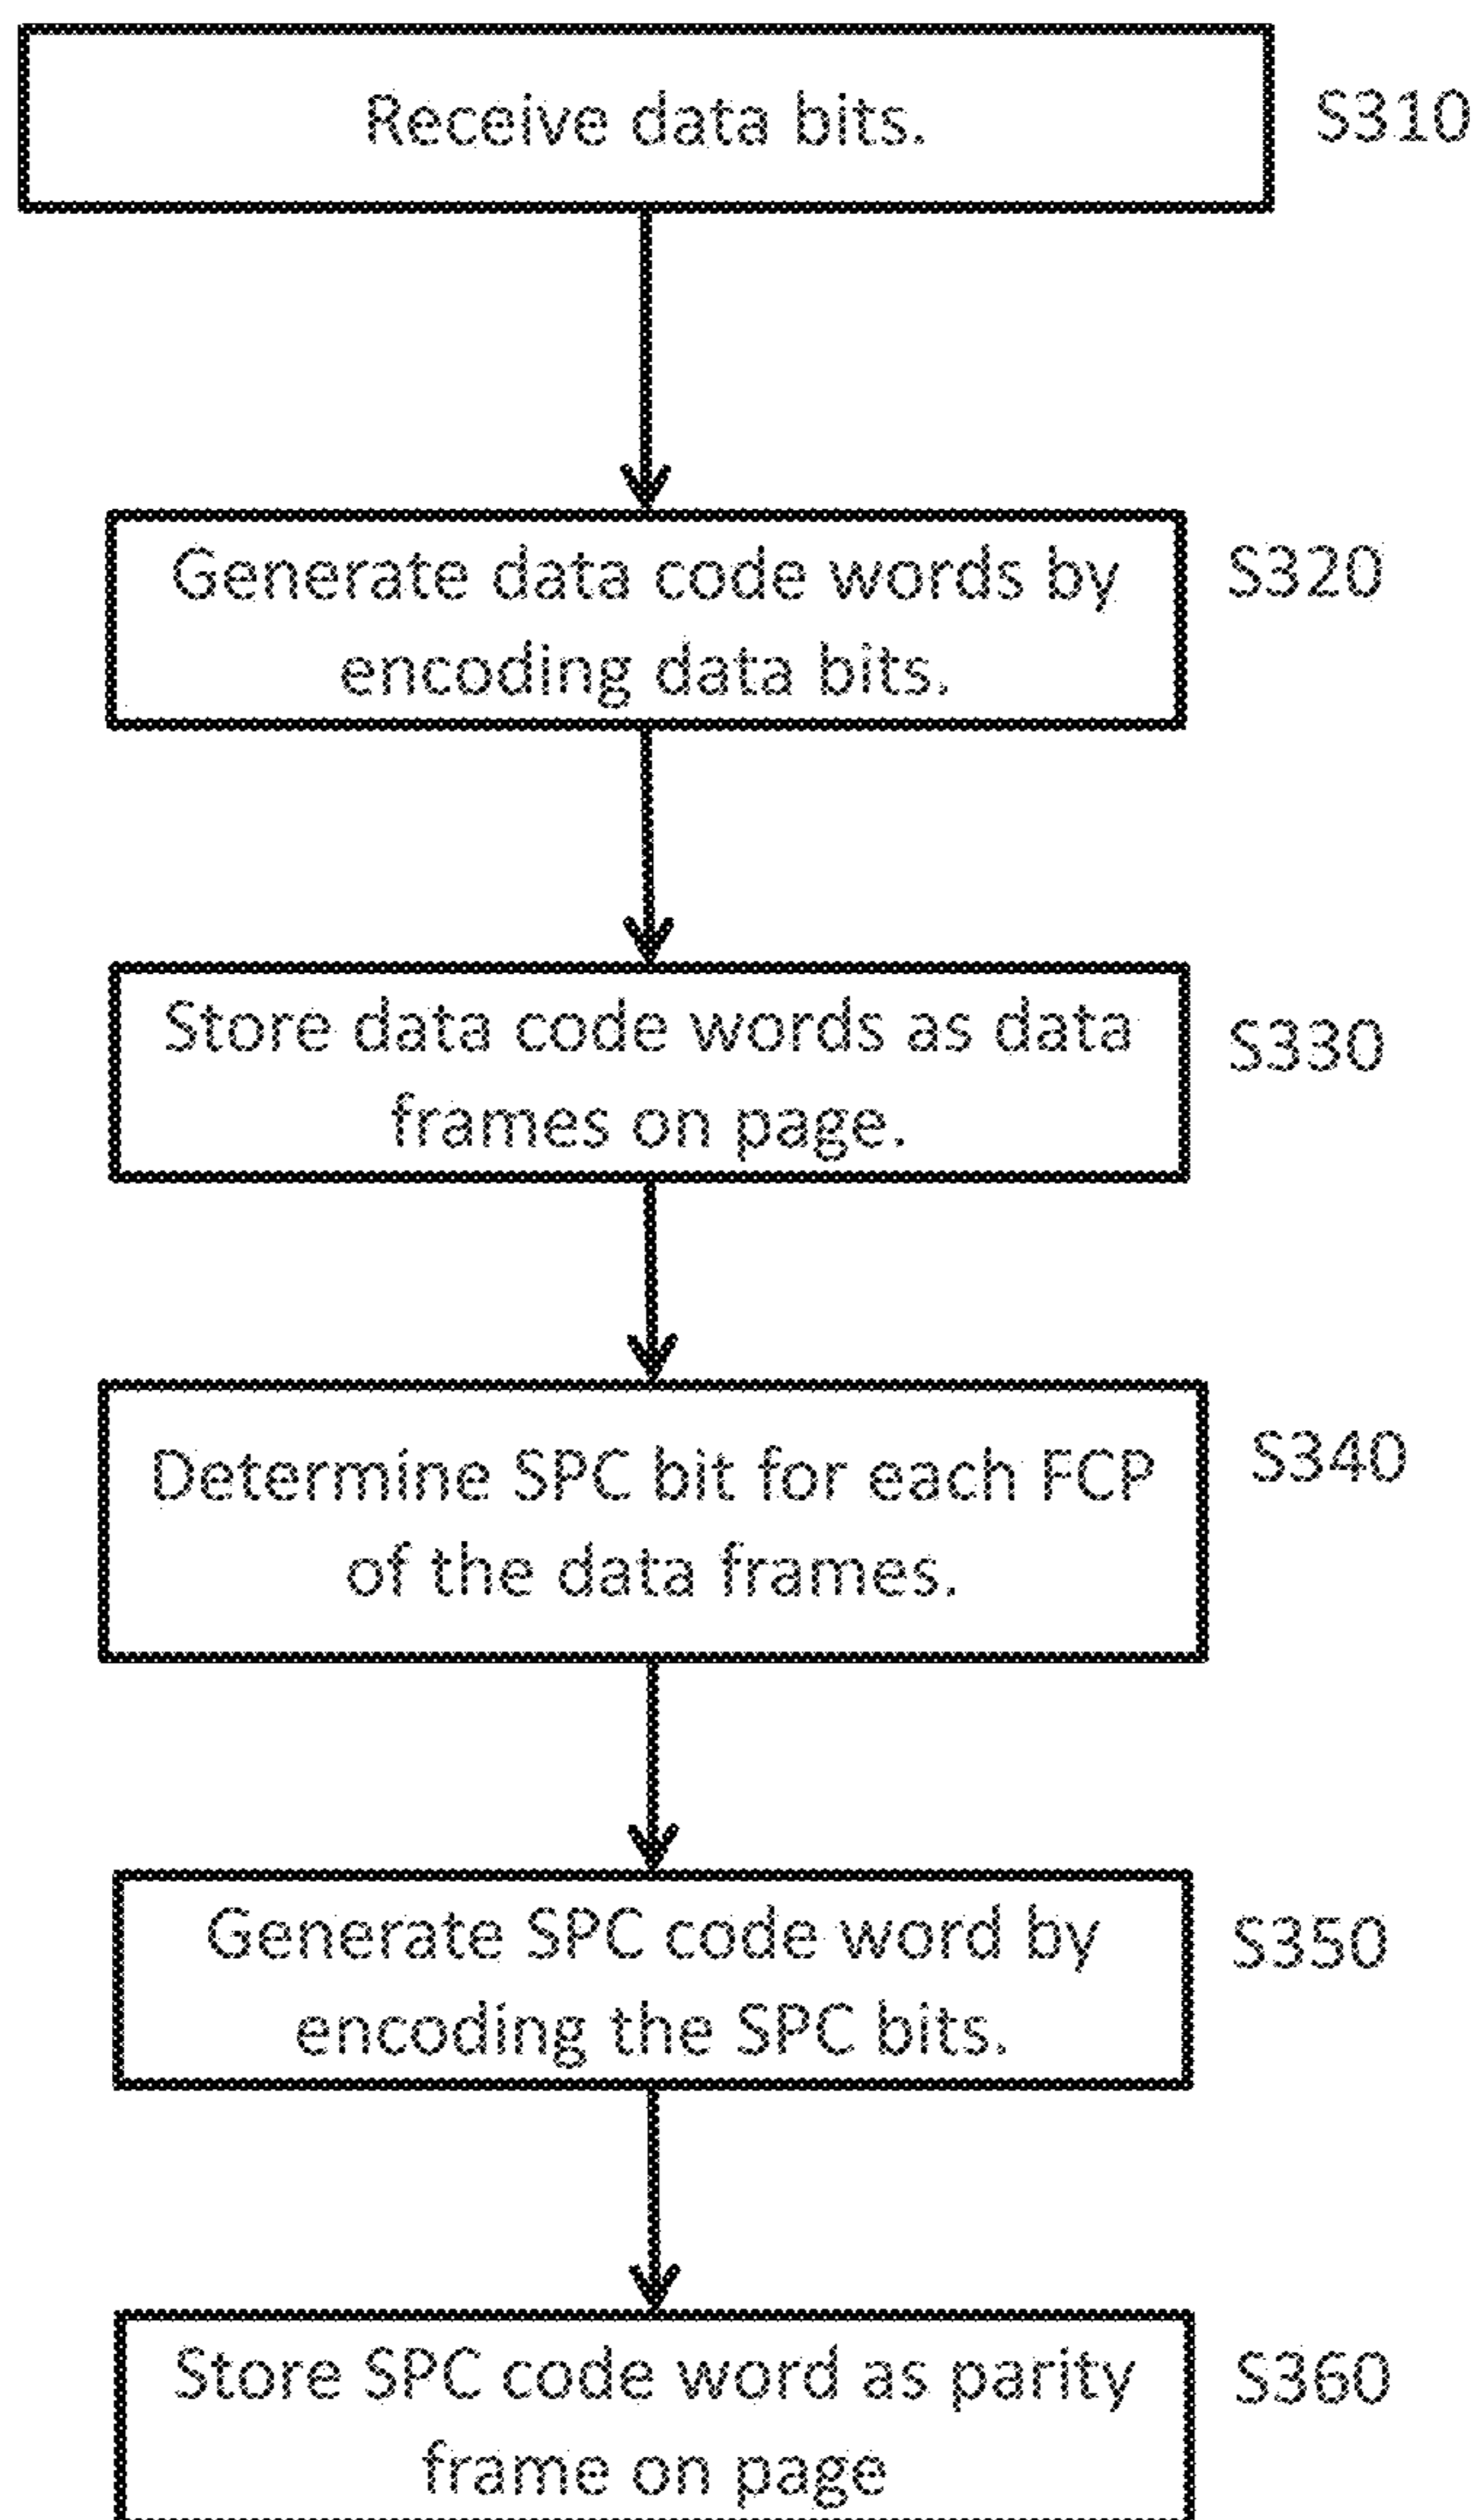 Receive data bits. S310
Generate data code words by S320
encoding data bits.
Store data code words as data S330
frames on page.
Determine SPC bit for each FCP S340
of the data frames.
Generate SPC code word by S350
encoding the SPC bits.
Store SPC code word as parity S360
frame on page